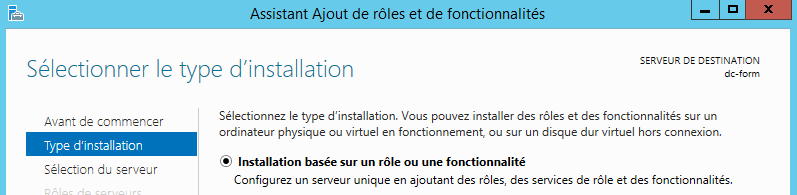 Assistant Ajout de rôles et de fonctionnalités
Sélectionner le type d'installation
SERVEUR DE DESTINATION
dc-form
Avant de commencer
Type d'installation
Sélection du serveur
Rôles de serveurs
Sélectionnez le type d'installation. Vous pouvez installer des rôles et des fonctionnalités sur un
ordinateur physique ou virtuel en fonctionnement, ou sur un disque dur virtuel hors connexion.
Installation basée sur un rôle ou une fonctionnalité
Configurez un serveur unique en ajoutant des rôles, des services de rôle et des fonctionnalités.